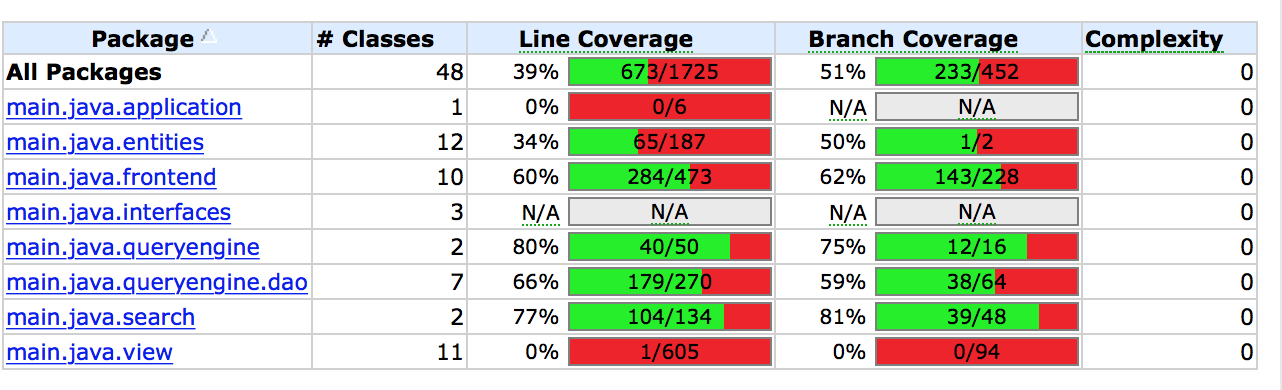 Package # Classes Line Coverage Branch Coverage Complexity
All Packages 48 39% 673/1725 51% 233/452 0
main.java.application 1 0% 0/6 N/A N/A 0
main.java.entities 12 34% 65/187 50% 1/2 0
main.java.frontend 10 60% 284/473 62% 143/228 0
main.java.interfaces 3 N/A N/A N/A N/A 0
main.java.queryengine 2 80% 40/50 75% 12/16 0
main.java.queryengine.dao 7 66% 179/270 59% 38/64 0
main.java.search 2 77% 104/134 81% 39/48 0
main.java.view 11 0% 1/605 0% 0/94 0